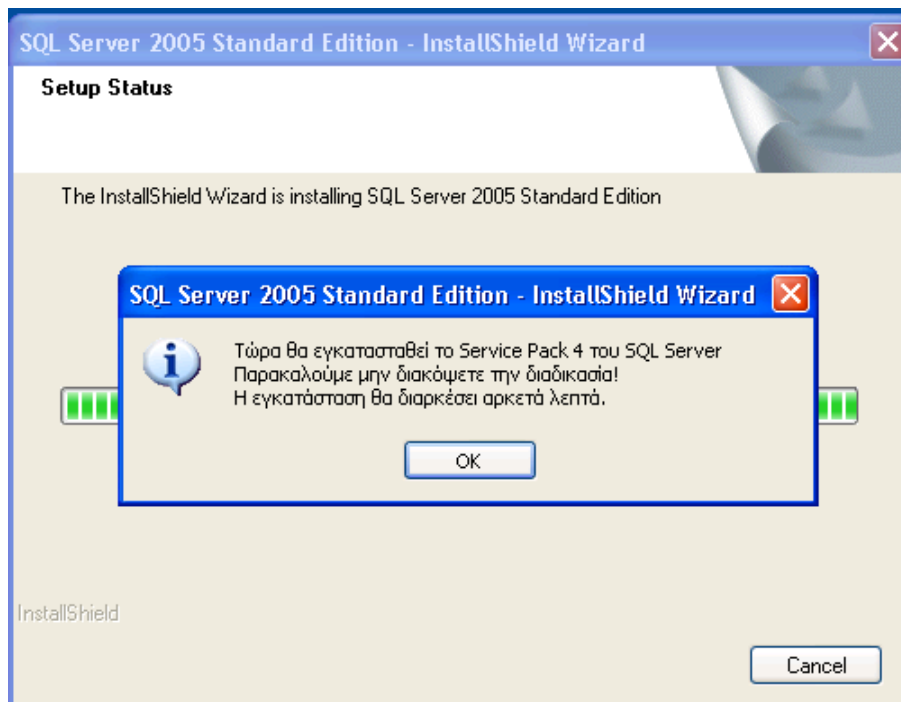 SQL Server 2005 Standard Edition - InstallShield Wizard
Setup Status
The InstallShield Wizard is installing SQL Server 2005 Standard Edition
SQL Server 2005 Standard Edition - InstallShield Wizard
Τώρα θα εγκατασταθεί το Service Pack 4 του SQL Server
Παρακαλούμε μην διακόψετε την διαδικασία!
Η εγκατάσταση θα διαρκέσει αρκετά λεπτά.
OK
InstallShield
Cancel